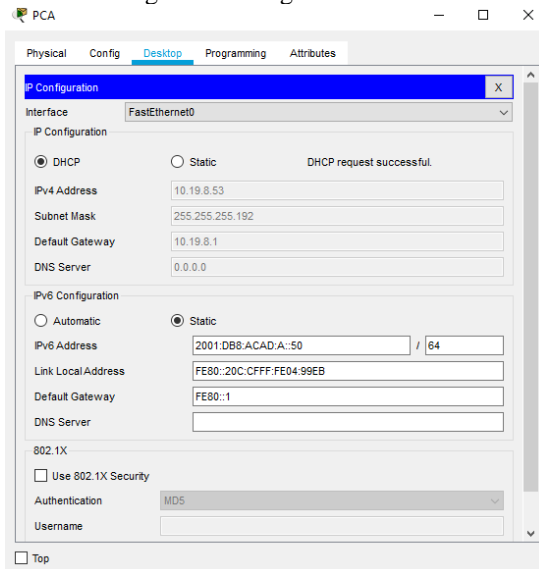 PCA
Physical Config Desktop Programming Attributes
IP Configuration X
Interface FastEthernet0
IP Configuration
DHCP Static DHCP request successful.
IPv4 Address 10.19.8.53
Subnet Mask 255.255.255.192
Default Gateway 10.19.8.1
DNS Server 0.0.0.0
IPv6 Configuration
Automatic Static
IPv6 Address 2001:DB8:ACAD:A::50 / 64
Link Local Address FE80::20C:CFFF:FE04:99EB
Default Gateway FE80::1
DNS Server
802.1X
Use 802.1X Security
Authentication MD5
Username
Top